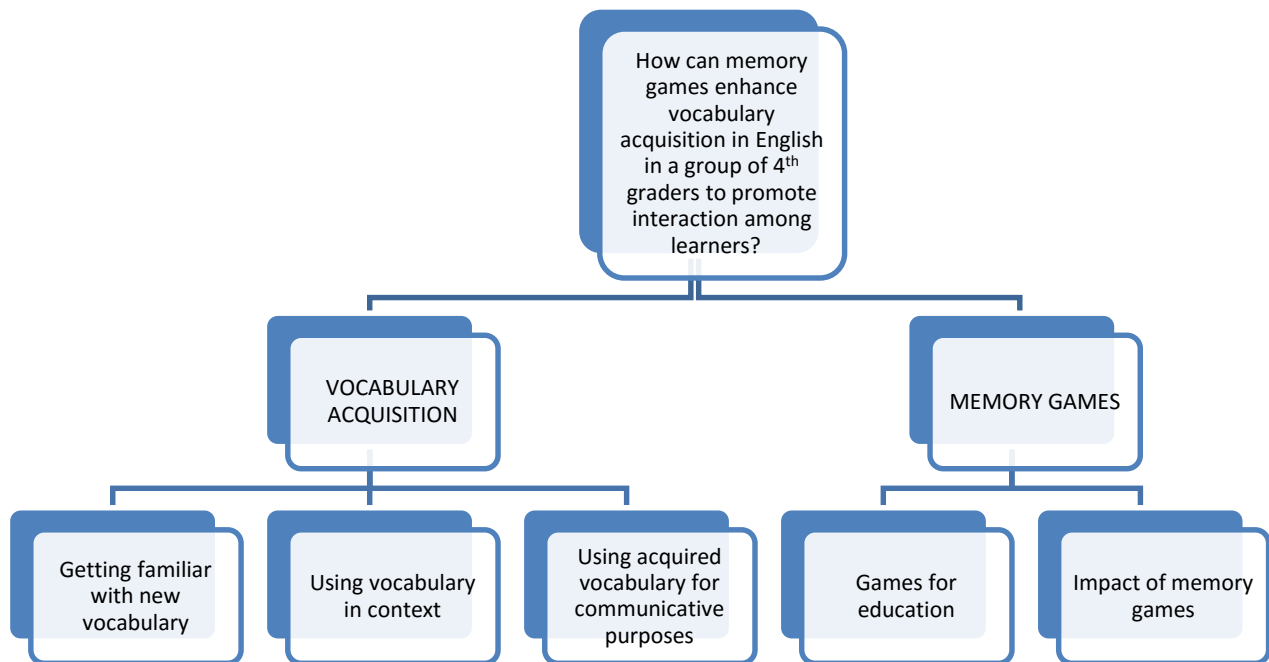 How can memory
games enhance
vocabulary
acquisition in English
in a group of 4th
graders to promote
interaction among
learners?
VOCABULARY
ACQUISITION
MEMORY GAMES
Getting familiar
with new
vocabulary
Using vocabulary
in context
Using acquired
vocabulary for
communicative
purposes
Games for
education
Impact of memory
games